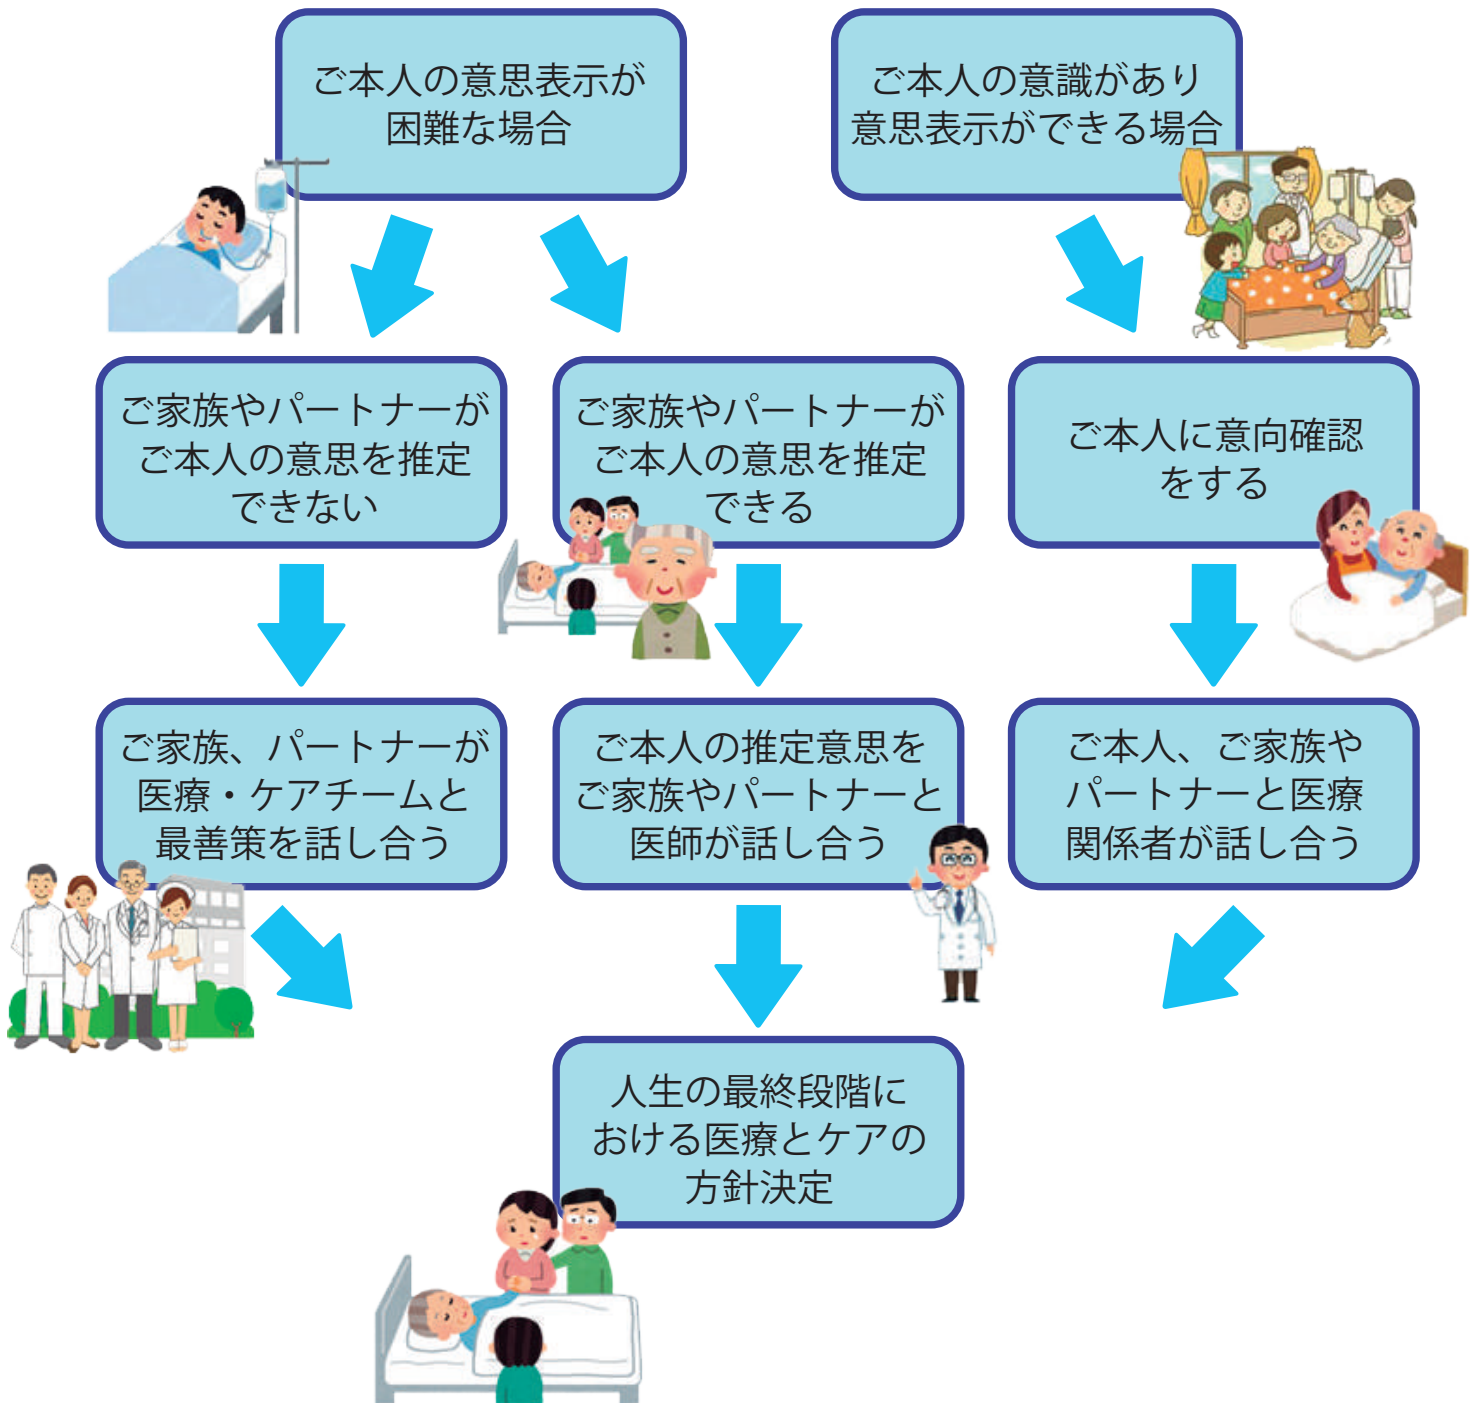 ご本人の意思表示が
困難な場合
ご本人の意識があり
意思表示ができる場合
ご家族やパートナーが
ご本人の意思を推定
できない
ご家族やパートナーが
ご本人の意思を推定
できる
ご本人に意向確認
をする
ご家族、パートナーが
医療・ケアチームと
最善策を話し合う
ご本人の推定意思を
ご家族やパートナーと
医師が話し合う
ご本人、ご家族や
パートナーと医療
関係者が話し合う
人生の最終段階に
おける医療とケアの
方針決定